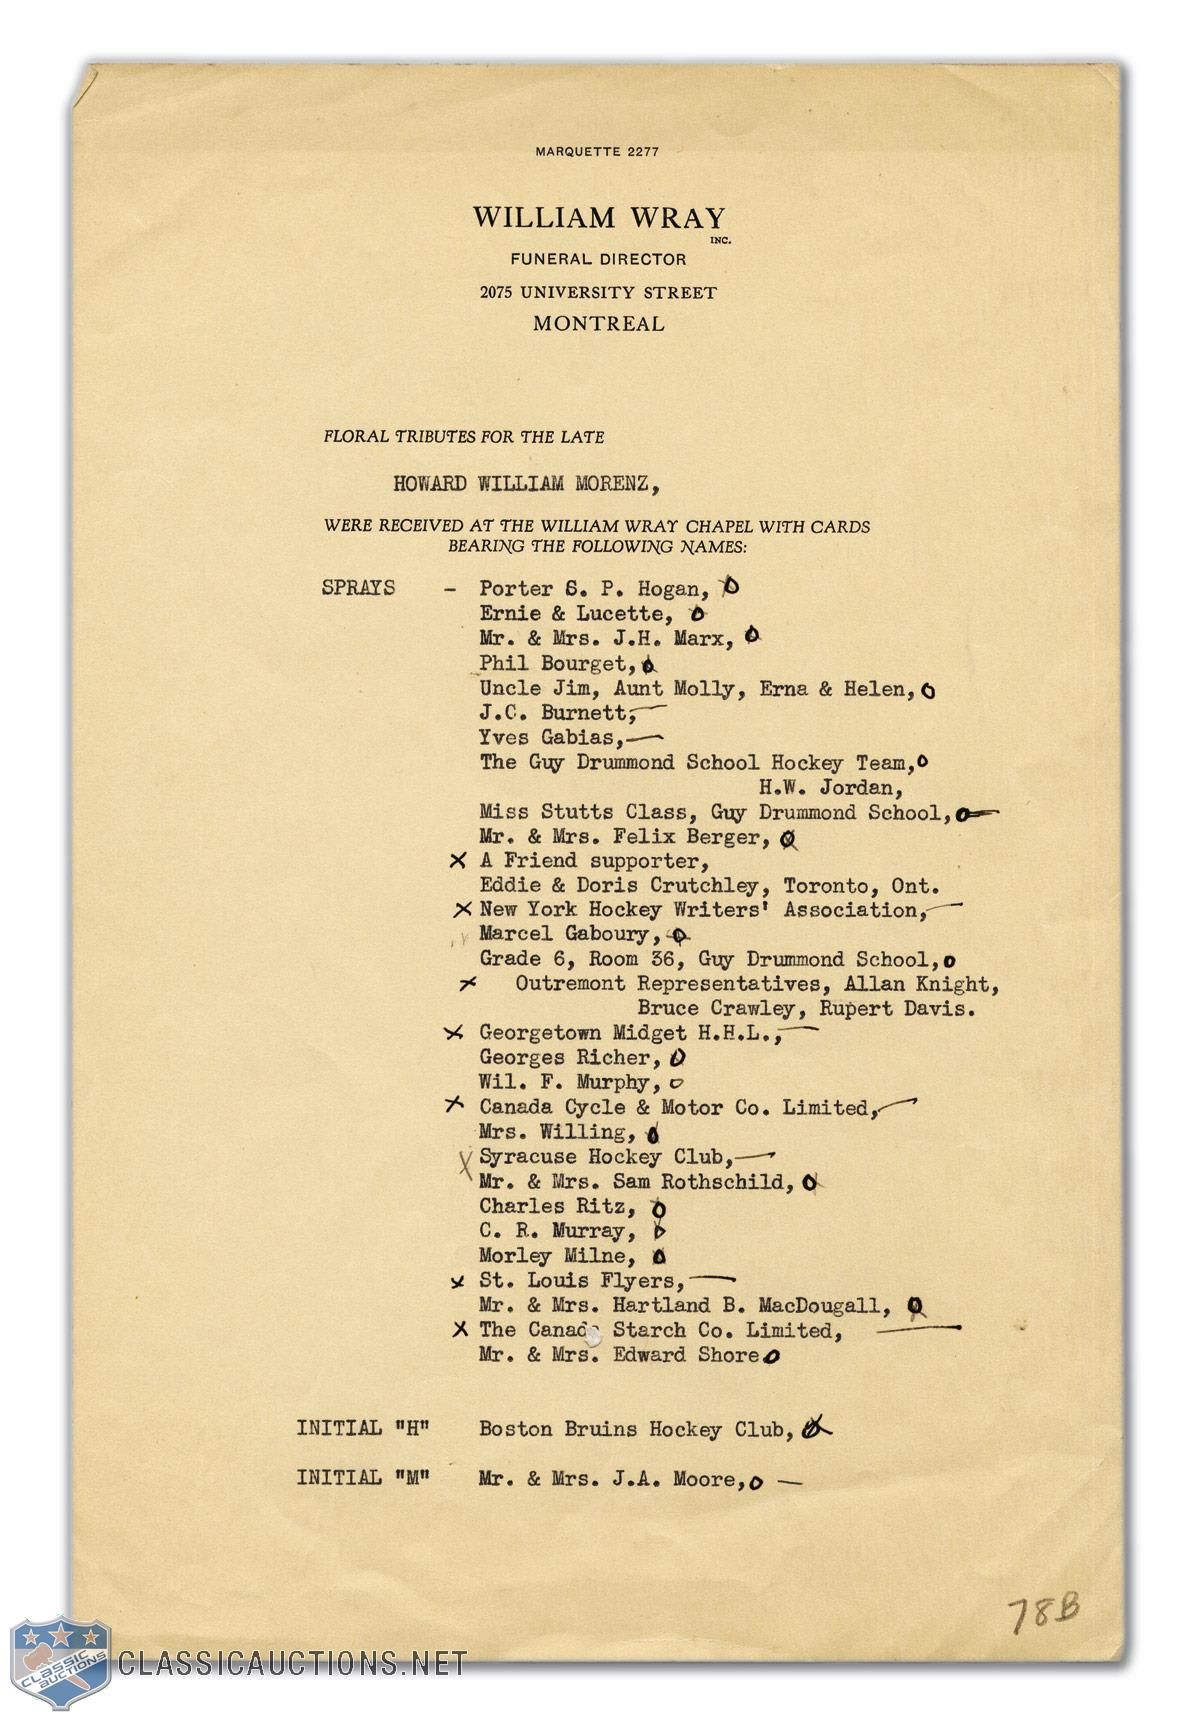 MARQUETTE 2277
WILLIAM WRAY
INC.
FUNERAL DIRECTOR
2075 UNIVERSITY STREET
MONTREAL
FLORAL TRIBUTES FOR THE LATE
HOWARD WILLIAM MORENZ,
WERE RECEIVED AT THE WILLIAM WRAY CHAPEL WITH CARDS
BEARING THE FOLLOWING NAMES:
SPRAYS - Porter S. P. Hogan,
Ernie & Lucette,
Mr. & Mrs. J.H. Marx,
Phil Bourget,
Uncle Jim, Aunt Molly, Erna & Helen,
J.C. Burnett,
Yves Gabias,
The Guy Drummond School Hockey Team,
H.W. Jordan,
Miss Stutts Class, Guy Drummond School,
Mr. & Mrs. Felix Berger,
A Friend supporter,
Eddie & Doris Crutchley, Toronto, Ont.
New York Hockey Writers' Association,
Marcel Gaboury,
Grade 6, Room 36, Guy Drummond School,
Outremont Representatives, Allan Knight,
Bruce Crawley, Rupert Davis.
Georgetown Midget H.H.L.,
Georges Richer,
Wil. F. Murphy,
Canada Cycle & Motor Co. Limited,
Mrs. Willing,
Syracuse Hockey Club,
Mr. & Mrs. Sam Rothschild,
Charles Ritz,
C. R. Murray,
Morley Milne,
St. Louis Flyers,
Mr. & Mrs. Hartland B. MacDougall,
The Canada Starch Co. Limited,
Mr. & Mrs. Edward Shore
INITIAL "H" Boston Bruins Hockey Club,
INITIAL "M" Mr. & Mrs. J.A. Moore,
78B
CLASSIC AUCTIONS
CLASSICAUCTIONS.NET